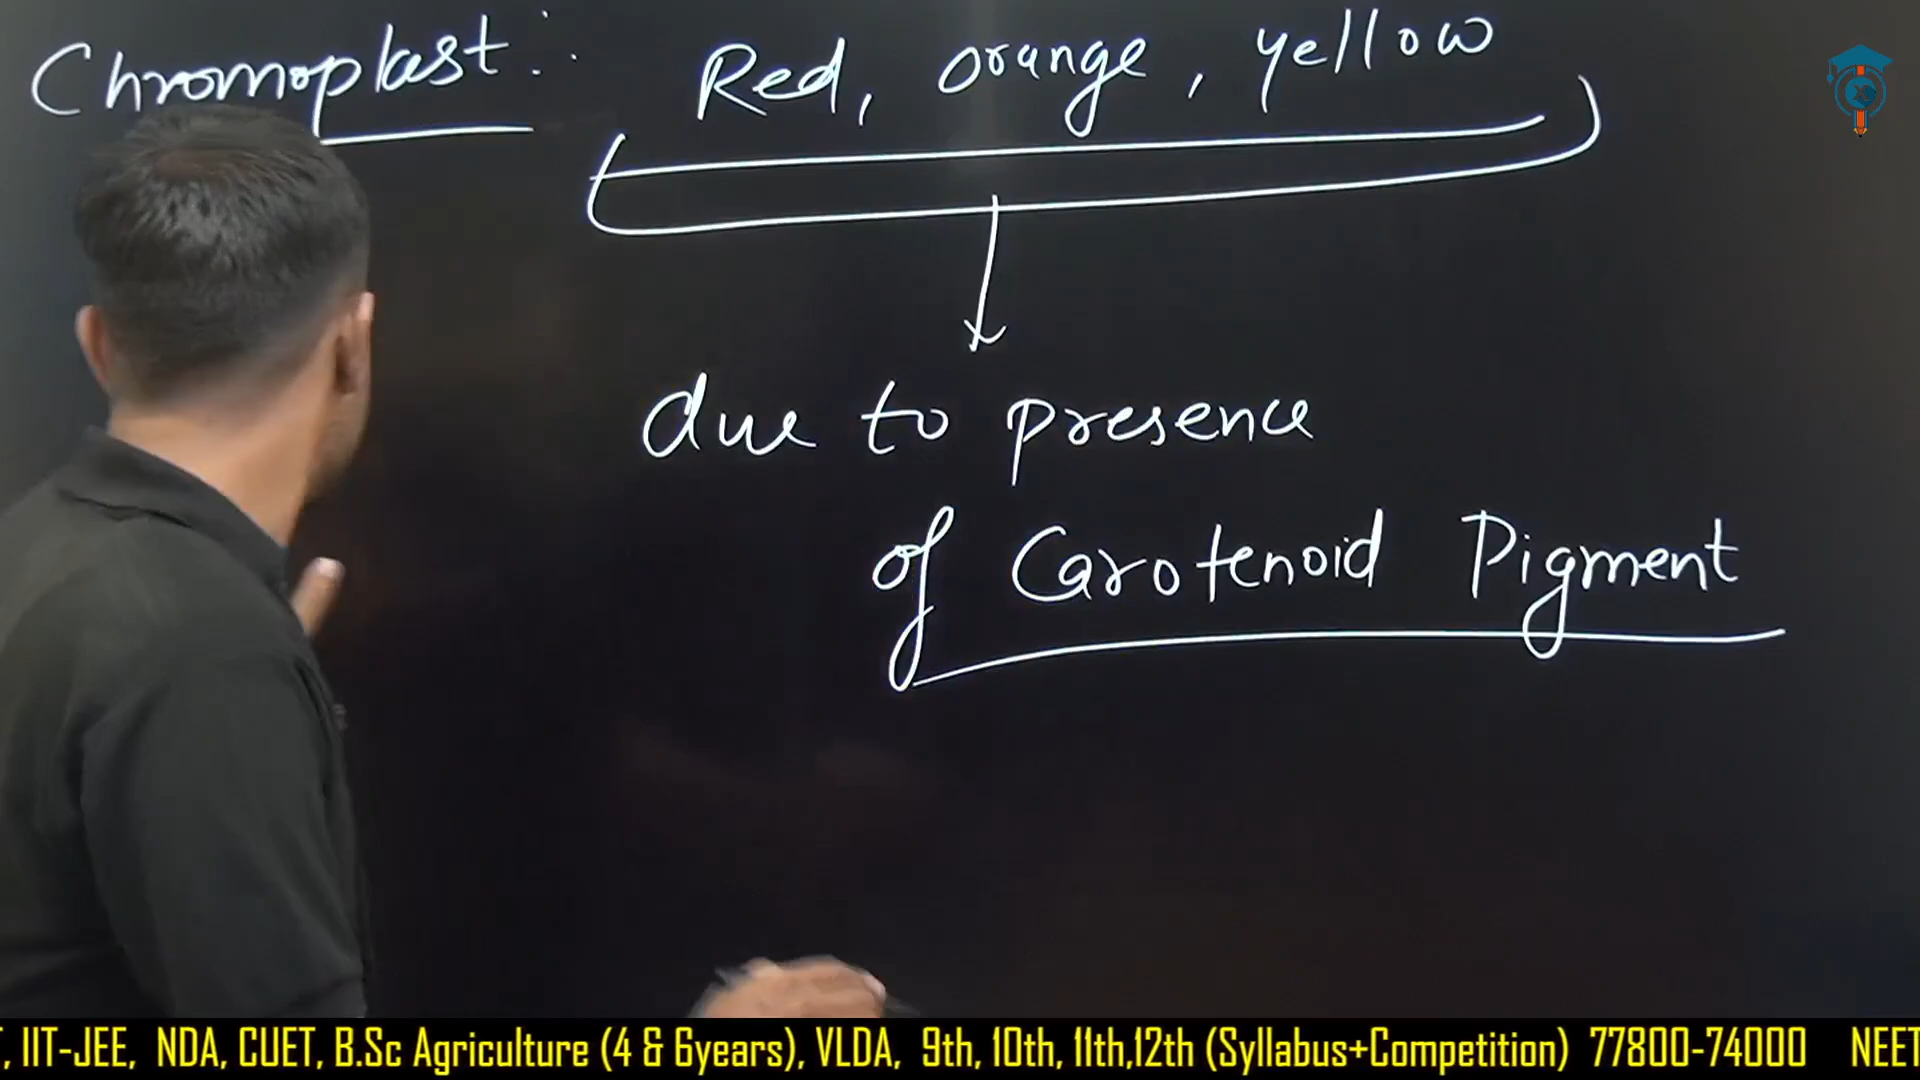 Chromoplast :- Red, orange, yellow
due to presence
of Carotenoid Pigment
, IIT-JEE, NDA, CUET, B.Sc Agriculture (4 & 6years), VLDA, 9th, 10th, 11th,12th (Syllabus+Competition) 77800-74000 NEET